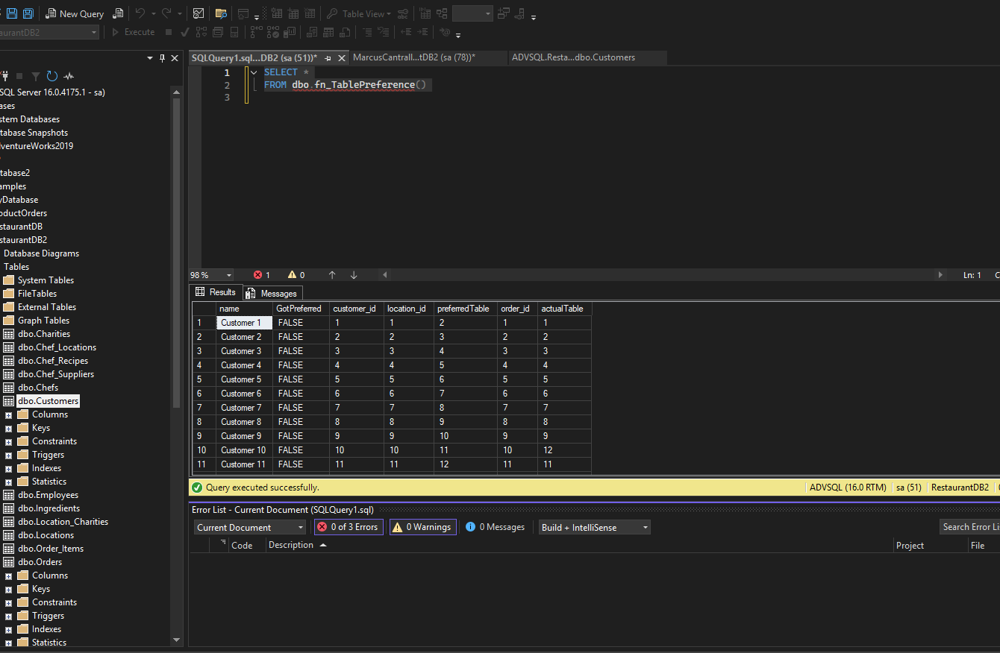 New Query
Table View
aurantDB2
Execute
SQLQuery1.sql...DB2 (sa (51))*
MarcusCantrall...tDB2 (sa (78))*
ADVSQL.Resta...dbo.Customers
1 SELECT *
2 FROM dbo.fn_TablePreference()
3
SQL Server 16.0.4175.1 - sa)
ases
stem Databases
tabase Snapshots
ventureWorks2019
tabase2
amples
yDatabase
oductOrders
staurantDB
staurantDB2
Database Diagrams
Tables
System Tables
FileTables
External Tables
Graph Tables
dbo.Charities
dbo.Chef_Locations
dbo.Chef_Recipes
dbo.Chef_Suppliers
dbo.Chefs
dbo.Customers
Columns
Keys
Constraints
Triggers
Indexes
Statistics
dbo.Employees
dbo.Ingredients
dbo.Location_Charities
dbo.Locations
dbo.Order_Items
dbo.Orders
Columns
Keys
Constraints
Triggers
Indexes
Statistics
98 % 1 0 Ln: 1 C
Results Messages
name GotPreferred customer_id location_id preferredTable order_id actualTable
1 Customer 1 FALSE 1 1 2 1 1
2 Customer 2 FALSE 2 2 3 2 2
3 Customer 3 FALSE 3 3 4 3 3
4 Customer 4 FALSE 4 4 5 4 4
5 Customer 5 FALSE 5 5 6 5 5
6 Customer 6 FALSE 6 6 7 6 6
7 Customer 7 FALSE 7 7 8 7 7
8 Customer 8 FALSE 8 8 9 8 8
9 Customer 9 FALSE 9 9 10 9 9
10 Customer 10 FALSE 10 10 11 10 12
11 Customer 11 FALSE 11 11 12 11 11
Query executed successfully. ADVSQL (16.0 RTM) sa (51) RestaurantDB2
Error List - Current Document (SQLQuery1.sql)
Current Document 0 of 3 Errors 0 Warnings 0 Messages Build + IntelliSense Search Error Li
Code Description Project File